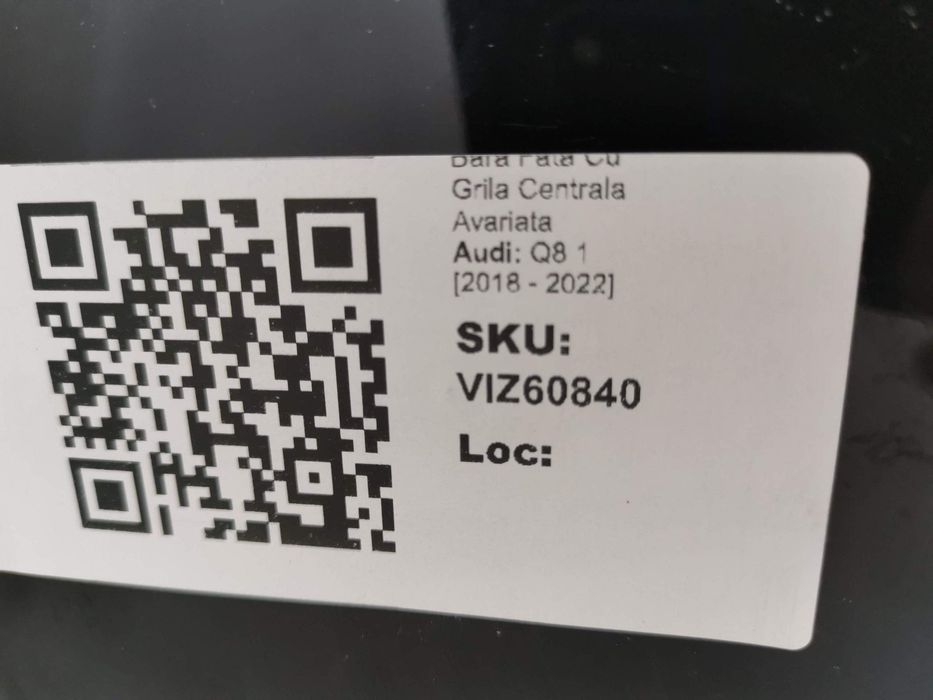 Bara Fata Cu
Grila Centrala
Avariata
Audi: Q8 1
[2018 - 2022]
SKU:
VIZ60840
Loc: